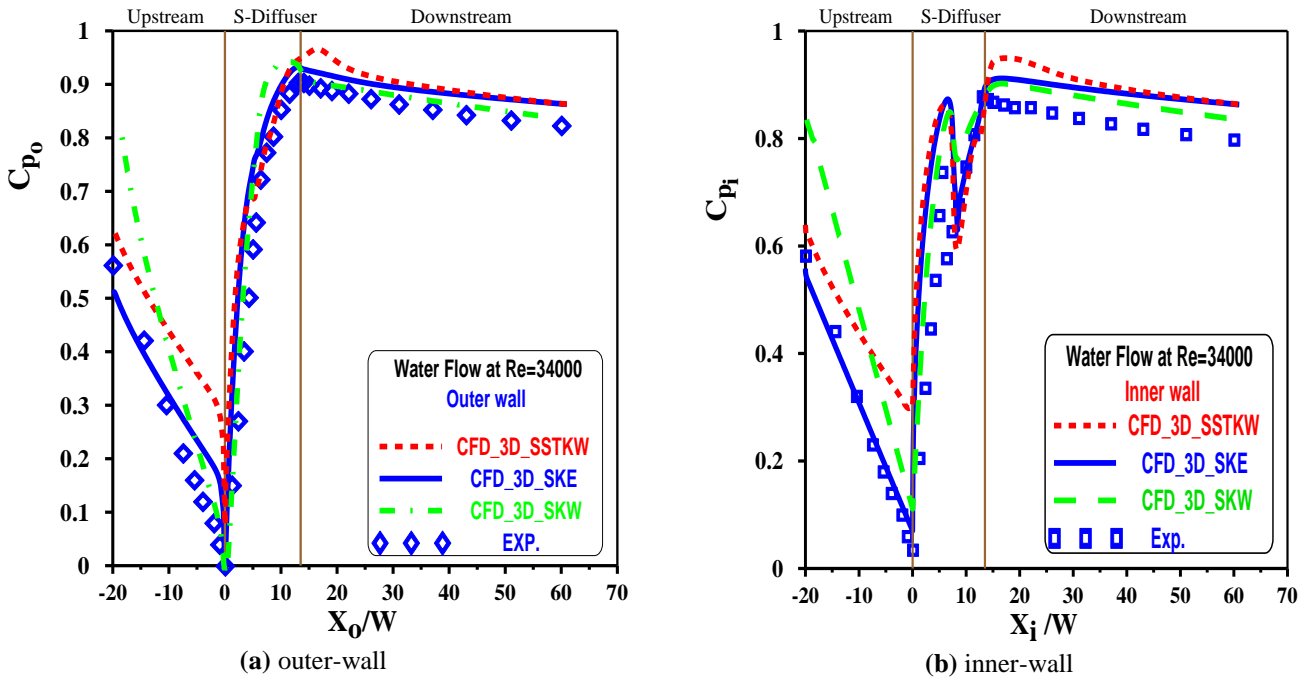 Upstream S-Diffuser Downstream
1
0.9
0.8
0.7
0.6
0.5
0.4
0.3
0.2
0.1
0
Cpo
Water Flow at Re=34000
Outer wall
CFD_3D_SSTKW
CFD_3D_SKE
CFD_3D_SKW
EXP.
-20 -10 0 10 20 30 40 50 60 70
Xo/W
(a) outer-wall
Upstream S-Diffuser Downstream
1
0.8
0.6
0.4
0.2
0
Cpi
Water Flow at Re=34000
Inner wall
CFD_3D_SSTKW
CFD_3D_SKE
CFD_3D_SKW
Exp.
-20 -10 0 10 20 30 40 50 60 70
Xi /W
(b) inner-wall